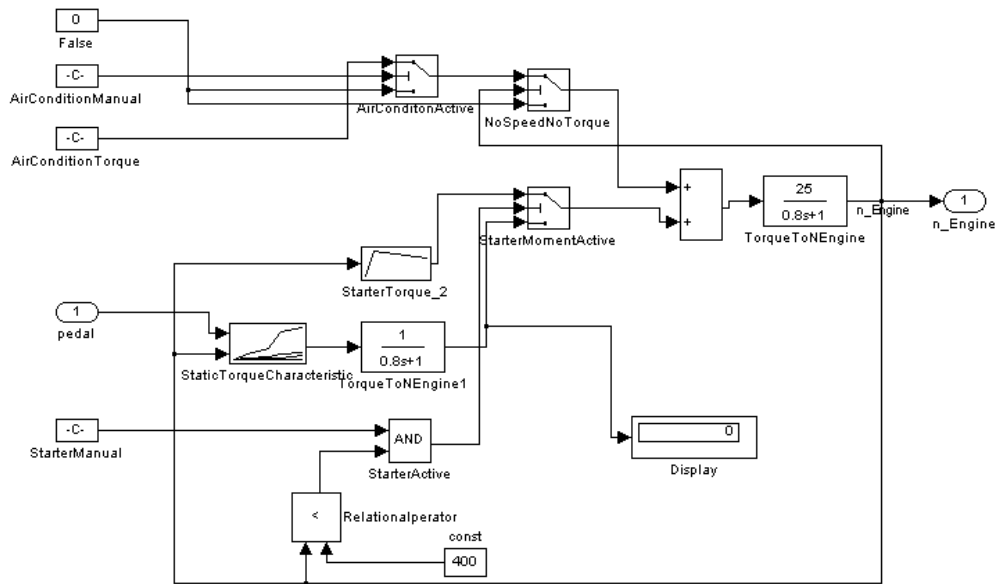 0
False
-C-
AirConditionManual
AirConditonActive
NoSpeedNoTorque
-C-
AirConditionTorque
+
+
25
0.8s+1
TorqueToNEngine
n_Engine
1
n_Engine
StarterMomentActive
StarterTorque_2
1
pedal
StaticTorqueCharacteristic
1
0.8s+1
TorqueToNEngine1
-C-
StarterManual
AND
StarterActive
0
Display
<
Relationalperator
const
400